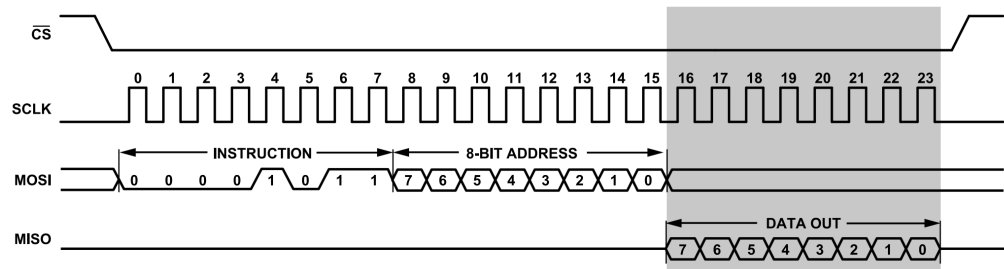 CS
0 1 2 3 4 5 6 7 8 9 10 11 12 13 14 15 16 17 18 19 20 21 22 23
SCLK
INSTRUCTION 8-BIT ADDRESS
MOSI 0 0 0 0 1 0 1 1 7 6 5 4 3 2 1 0
DATA OUT
MISO 7 6 5 4 3 2 1 0